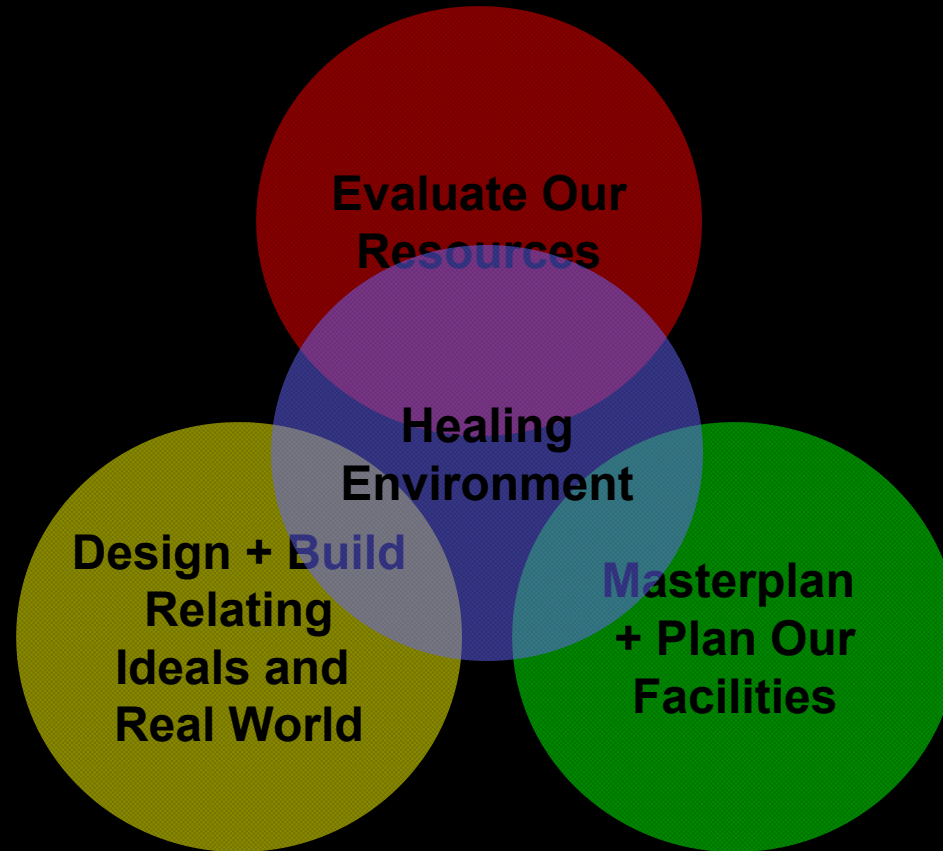 Evaluate Our
Resources
Healing
Environment
Design + Build
Relating
Ideals and
Real World
Masterplan
+ Plan Our
Facilities